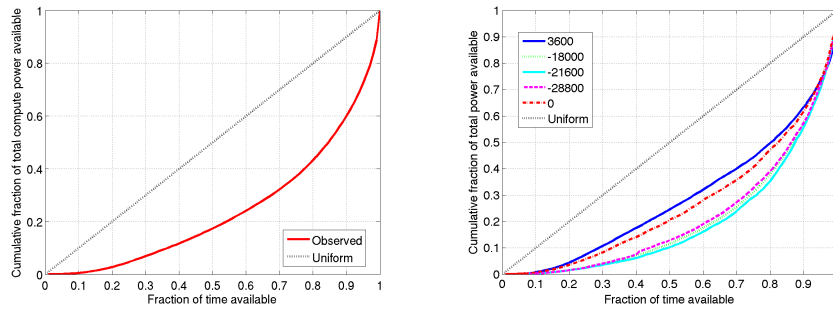 Cumulative fraction of total compute power available
1
0.8
0.6
0.4
0.2
0
Observed
Uniform
0 0.1 0.2 0.3 0.4 0.5 0.6 0.7 0.8 0.9 1
Fraction of time available
Cumulative fraction of total power available
1
0.9
0.8
0.7
0.6
0.5
0.4
0.3
0.2
0.1
0
3600
-18000
-21600
-28800
0
Uniform
0 0.1 0.2 0.3 0.4 0.5 0.6 0.7 0.8 0.9
Fraction of time available